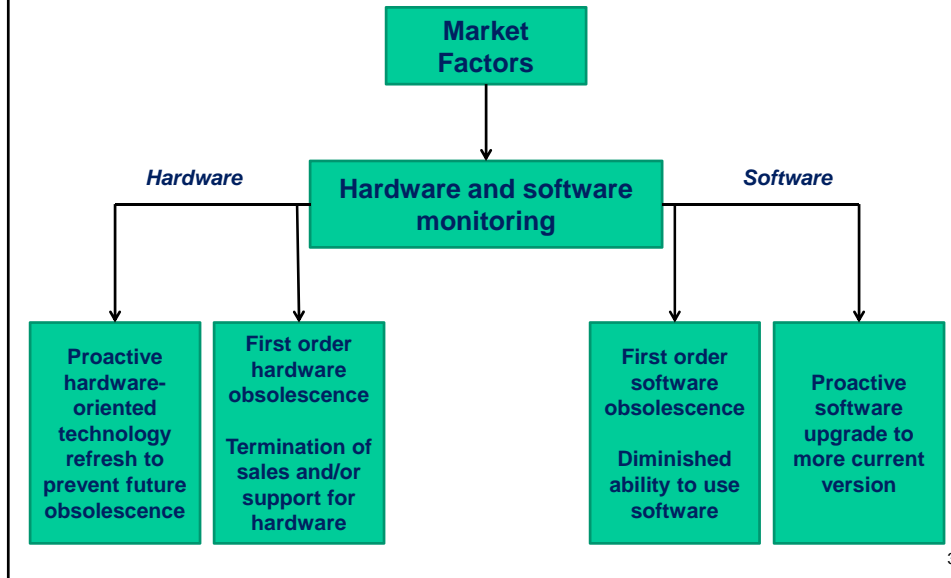 Market
Factors
Hardware
Software
Hardware and software
monitoring
Proactive
hardware-
oriented
technology
refresh to
prevent future
obsolescence
First order
hardware
obsolescence
Termination of
sales and/or
support for
hardware
First order
software
obsolescence
Diminished
ability to use
software
Proactive
software
upgrade to
more current
version